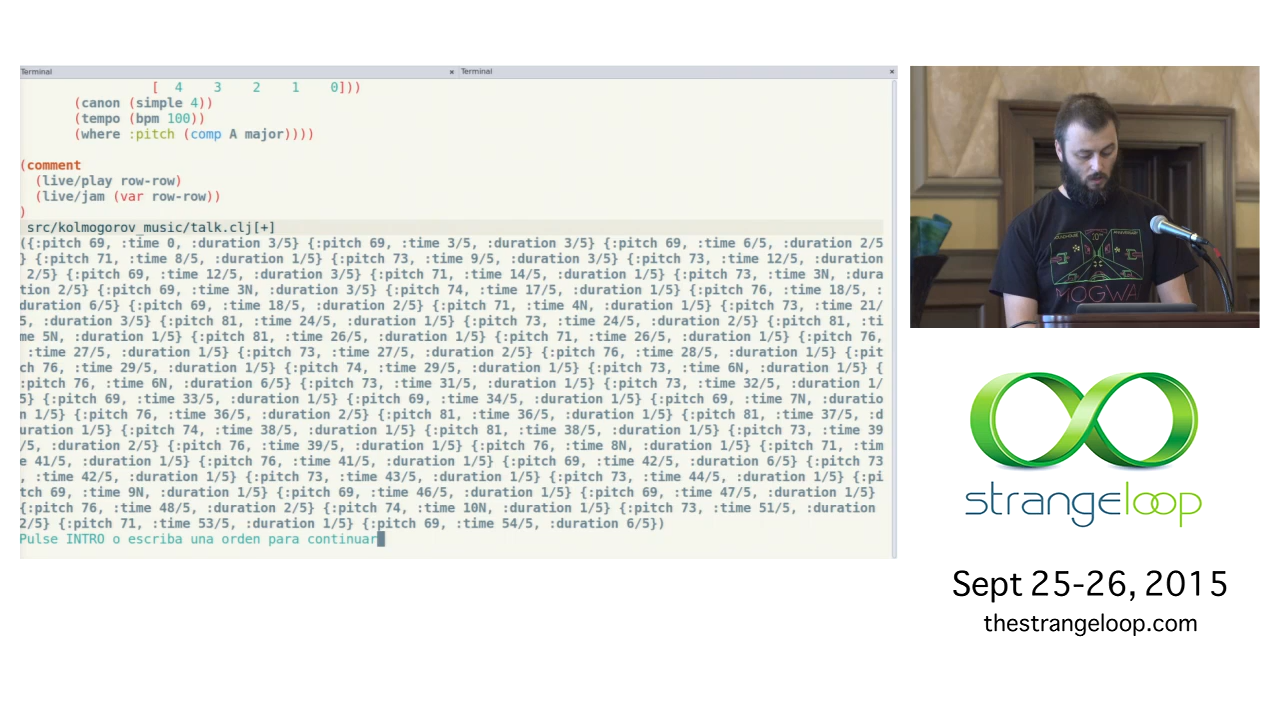 Terminal
Terminal
[ 4 3 2 1 0]))
(canon (simple 4))
(tempo (bpm 100))
(where :pitch (comp A major))))
(comment
(live/play row-row)
(live/jam (var row-row))
)
src/kolmogorov_music/talk.clj[+]
({:pitch 69, :time 0, :duration 3/5} {:pitch 69, :time 3/5, :duration 3/5} {:pitch 69, :time 6/5, :duration 2/5
} {:pitch 71, :time 8/5, :duration 1/5} {:pitch 73, :time 9/5, :duration 3/5} {:pitch 73, :time 12/5, :duration
2/5} {:pitch 69, :time 12/5, :duration 3/5} {:pitch 71, :time 14/5, :duration 1/5} {:pitch 73, :time 3N, :dura
tion 2/5} {:pitch 69, :time 3N, :duration 3/5} {:pitch 74, :time 17/5, :duration 1/5} {:pitch 76, :time 18/5, :
duration 6/5} {:pitch 69, :time 18/5, :duration 2/5} {:pitch 71, :time 4N, :duration 1/5} {:pitch 73, :time 21/
5, :duration 3/5} {:pitch 81, :time 24/5, :duration 1/5} {:pitch 73, :time 24/5, :duration 2/5} {:pitch 81, :ti
me 5N, :duration 1/5} {:pitch 81, :time 26/5, :duration 1/5} {:pitch 71, :time 26/5, :duration 1/5} {:pitch 76,
:time 27/5, :duration 1/5} {:pitch 73, :time 27/5, :duration 2/5} {:pitch 76, :time 28/5, :duration 1/5} {:pit
ch 76, :time 29/5, :duration 1/5} {:pitch 74, :time 29/5, :duration 1/5} {:pitch 73, :time 6N, :duration 1/5} {
:pitch 76, :time 6N, :duration 6/5} {:pitch 73, :time 31/5, :duration 1/5} {:pitch 73, :time 32/5, :duration 1/
5} {:pitch 69, :time 33/5, :duration 1/5} {:pitch 69, :time 34/5, :duration 1/5} {:pitch 69, :time 7N, :duratio
n 1/5} {:pitch 76, :time 36/5, :duration 2/5} {:pitch 81, :time 36/5, :duration 1/5} {:pitch 81, :time 37/5, :d
uration 1/5} {:pitch 74, :time 38/5, :duration 1/5} {:pitch 81, :time 38/5, :duration 1/5} {:pitch 73, :time 39
/5, :duration 2/5} {:pitch 76, :time 39/5, :duration 1/5} {:pitch 76, :time 8N, :duration 1/5} {:pitch 71, :tim
e 41/5, :duration 1/5} {:pitch 76, :time 41/5, :duration 1/5} {:pitch 69, :time 42/5, :duration 6/5} {:pitch 73
, :time 42/5, :duration 1/5} {:pitch 73, :time 43/5, :duration 1/5} {:pitch 73, :time 44/5, :duration 1/5} {:pi
tch 69, :time 9N, :duration 1/5} {:pitch 69, :time 46/5, :duration 1/5} {:pitch 69, :time 47/5, :duration 1/5}
{:pitch 76, :time 48/5, :duration 2/5} {:pitch 74, :time 10N, :duration 1/5} {:pitch 73, :time 51/5, :duration
2/5} {:pitch 71, :time 53/5, :duration 1/5} {:pitch 69, :time 54/5, :duration 6/5})
Pulse INTRO o escriba una orden para continuar
MOGWAI
strangeloop
Sept 25-26, 2015
thestrangeloop.com